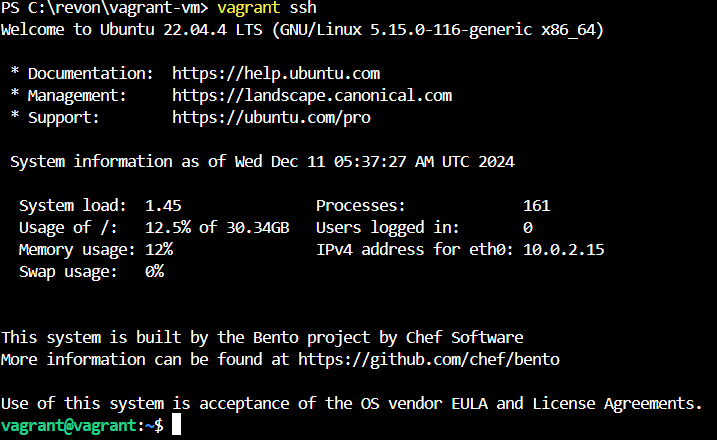 PS C:\revon\vagrant-vm> vagrant ssh
Welcome to Ubuntu 22.04.4 LTS (GNU/Linux 5.15.0-116-generic x86_64)

 * Documentation:  https://help.ubuntu.com
 * Management:     https://landscape.canonical.com
 * Support:        https://ubuntu.com/pro

 System information as of Wed Dec 11 05:37:27 AM UTC 2024

  System load:  1.45               Processes:             161
  Usage of /:   12.5% of 30.34GB   Users logged in:       0
  Memory usage: 12%                IPv4 address for eth0: 10.0.2.15
  Swap usage:   0%


This system is built by the Bento project by Chef Software
More information can be found at https://github.com/chef/bento

Use of this system is acceptance of the OS vendor EULA and License Agreements.
vagrant@vagrant:~$